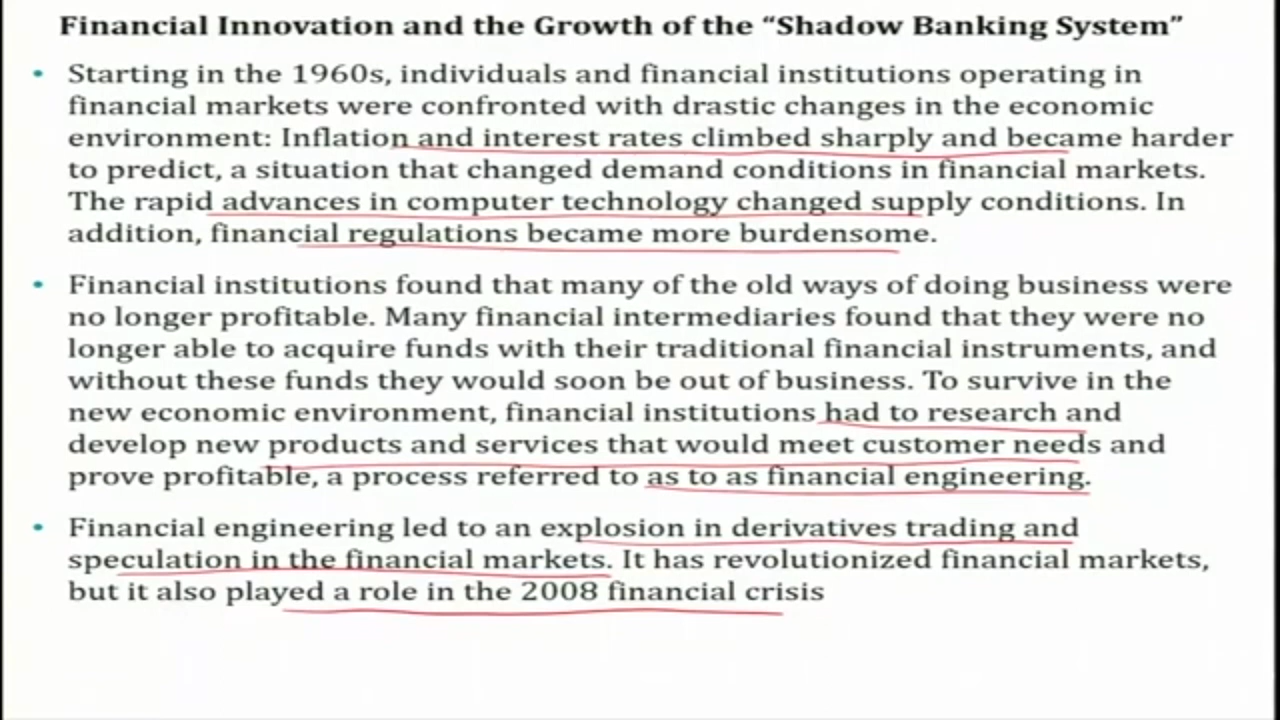 Financial Innovation and the Growth of the “Shadow Banking System”
• Starting in the 1960s, individuals and financial institutions operating in
financial markets were confronted with drastic changes in the economic
environment: Inflation and interest rates climbed sharply and became harder
to predict, a situation that changed demand conditions in financial markets.
The rapid advances in computer technology changed supply conditions. In
addition, financial regulations became more burdensome.
• Financial institutions found that many of the old ways of doing business were
no longer profitable. Many financial intermediaries found that they were no
longer able to acquire funds with their traditional financial instruments, and
without these funds they would soon be out of business. To survive in the
new economic environment, financial institutions had to research and
develop new products and services that would meet customer needs and
prove profitable, a process referred to as to as financial engineering.
• Financial engineering led to an explosion in derivatives trading and
speculation in the financial markets. It has revolutionized financial markets,
but it also played a role in the 2008 financial crisis